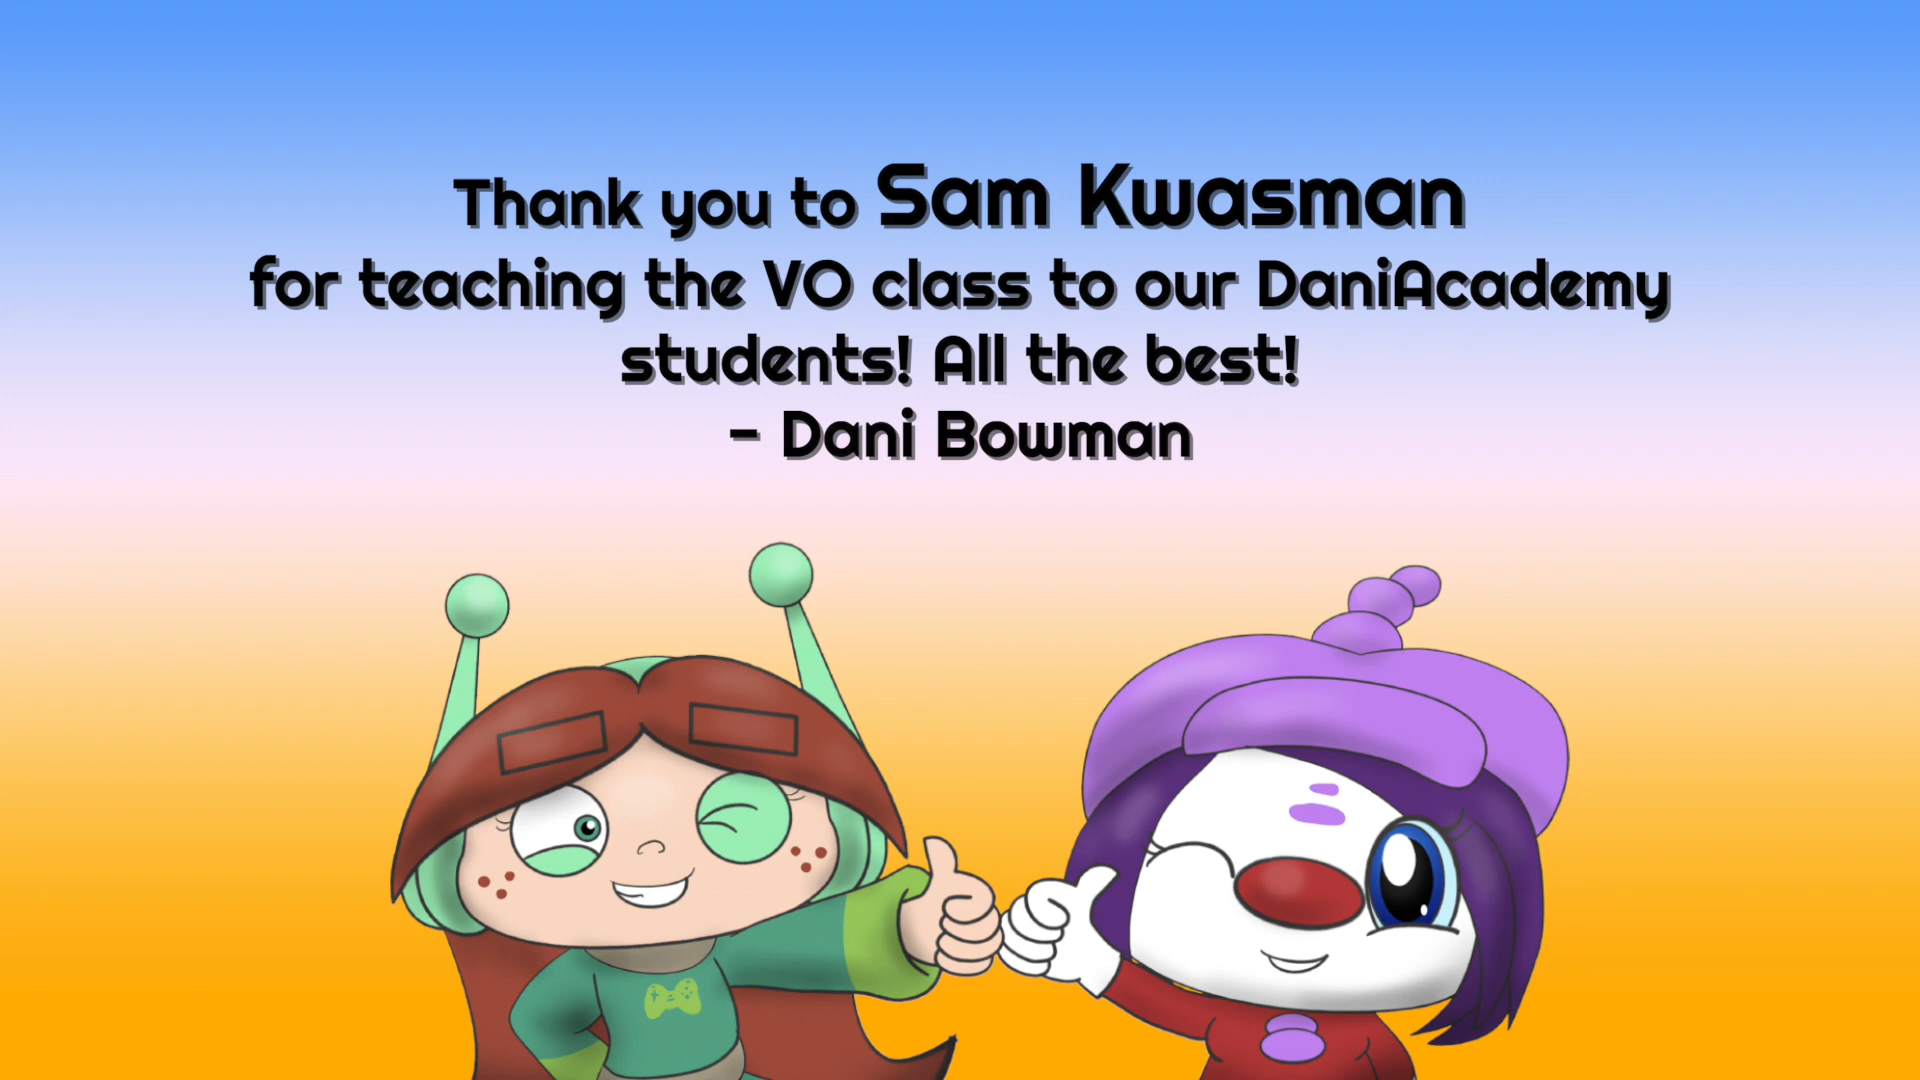 Thank you to Sam Kwasman
for teaching the VO class to our DaniAcademy
students! All the best!
- Dani Bowman